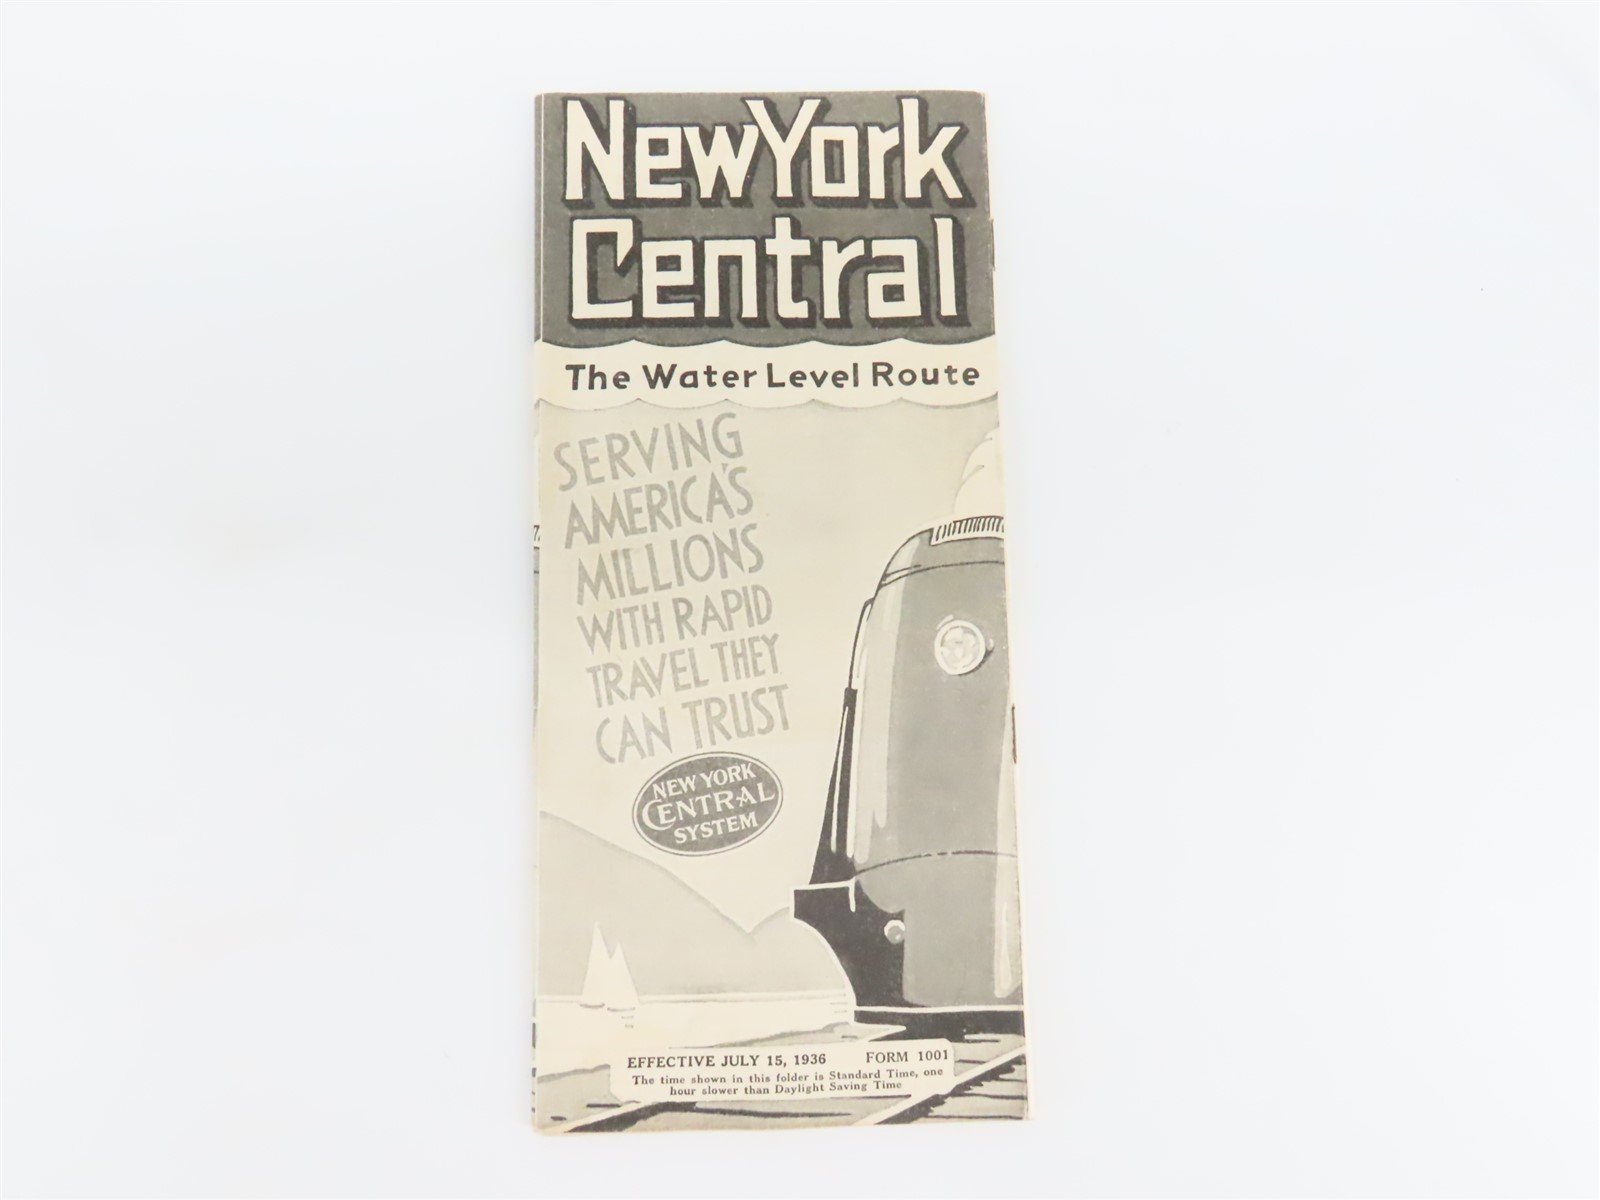 NewYork
Central
The Water Level Route
SERVING
AMERICA'S
MILLIONS
WITH RAPID
TRAVEL THEY
CAN TRUST
NEW YORK
CENTRAL
SYSTEM
EFFECTIVE JULY 15, 1936 FORM 1001
The time shown in this folder is Standard Time, one
hour slower than Daylight Saving Time